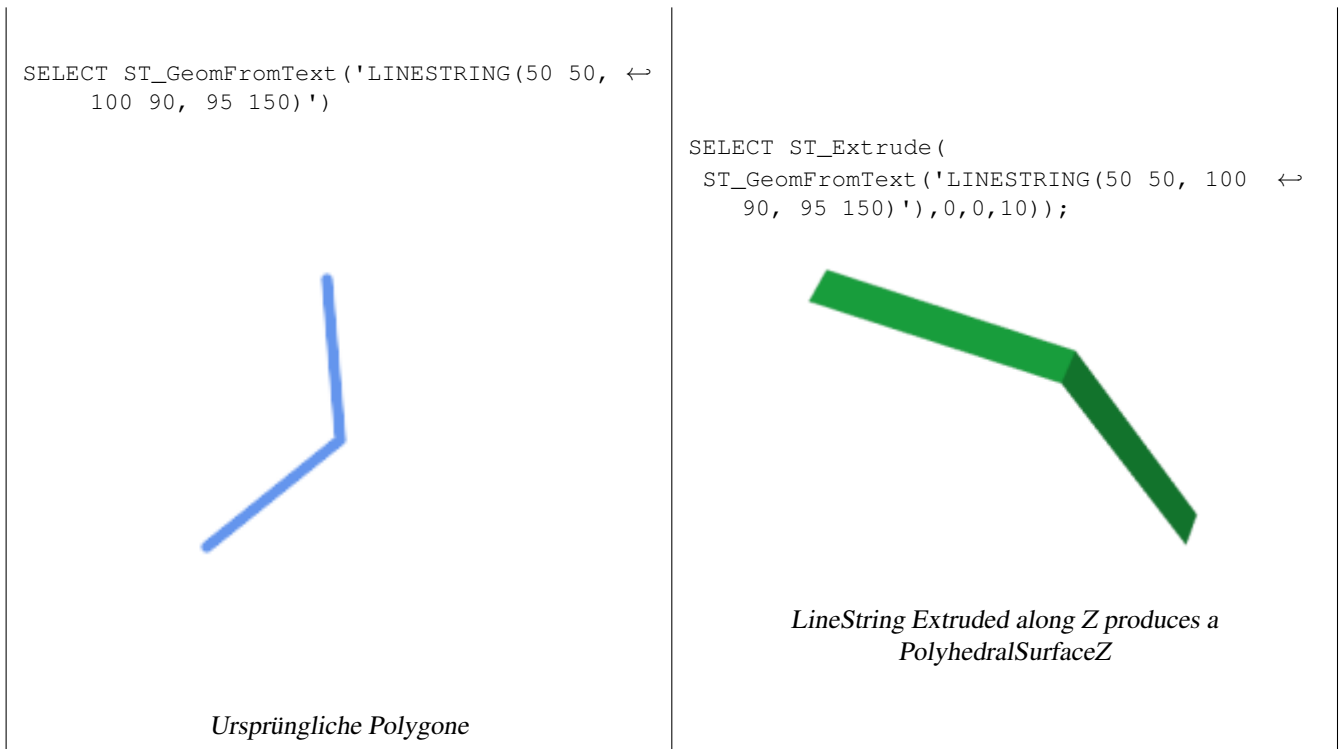 SELECT ST_GeomFromText('LINESTRING(50 50, ↩
100 90, 95 150)')
Ursprüngliche Polygone
SELECT ST_Extrude(
ST_GeomFromText('LINESTRING(50 50, 100 ↩
90, 95 150)'),0,0,10));
LineString Extruded along Z produces a
PolyhedralSurfaceZ